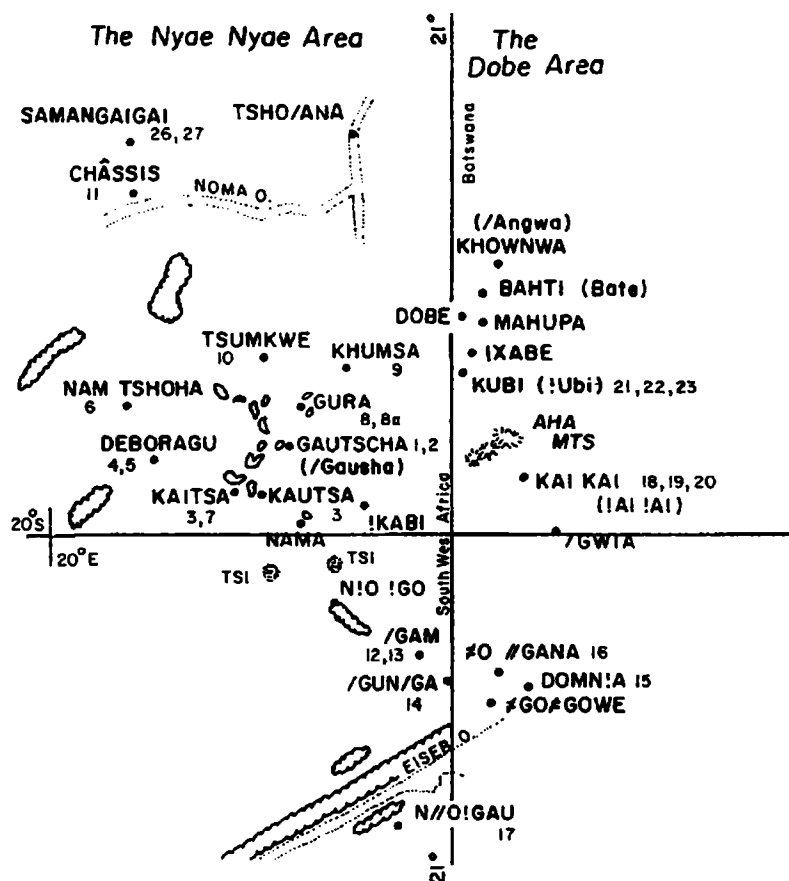 The Nyae Nyae Area
21°
The
Dobe Area
SAMANGAIGAI
26,27
TSHO/ANA
CHÂSSIS
11
NOMA O.
Botswana
(/Angwa)
KHOWNWA
BAHTI (Bate)
DOBE
MAHUPA
TSUMKWE
10
KHUMSA
9
IXABE
KUBI (!Ubi) 21,22,23
NAM TSHOHA
6
GURA
8,8a
AHA
MTS
DEBORAGU
4,5
GAUTSCHA 1,2
(/Gausha)
KAI KAI 18,19,20
(!AI !AI)
KAITSA
3,7
KAUTSA
3
!KABI
20°S
NAMA
/GWIA
20°E
South West Africa
TSI
TSI
N!O !GO
/GAM
12,13
≠O //GANA 16
/GUN/GA
14
DOMN!A 15
≠GO≠GOWE
EISEB O.
N//O!GAU
17
21°